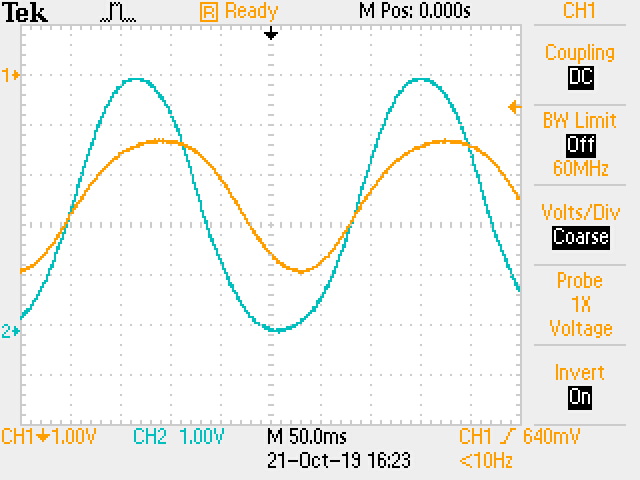 Tek R Ready M Pos: 0.000s CH1
Coupling
DC
BW Limit
Off
60MHz
Volts/Div
Coarse
Probe
1X
Voltage
Invert
On
1
2
CH1 1.00V CH2 1.00V M 50.0ms CH1 640mV
21-Oct-19 16:23 <10Hz